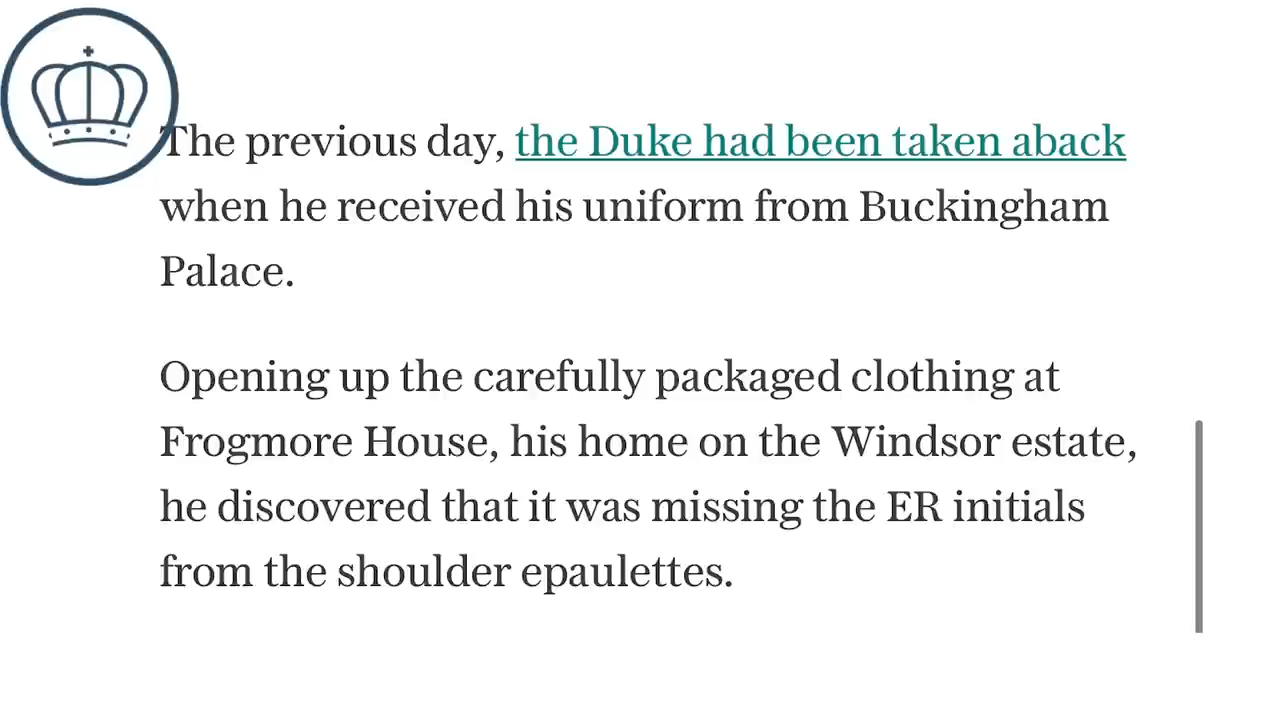 The previous day, the Duke had been taken aback
when he received his uniform from Buckingham
Palace.
Opening up the carefully packaged clothing at
Frogmore House, his home on the Windsor estate,
he discovered that it was missing the ER initials
from the shoulder epaulettes.